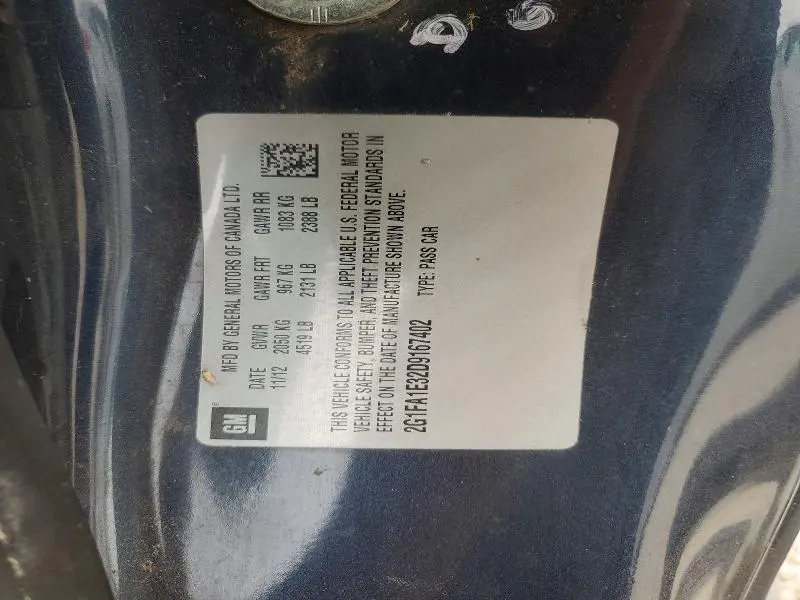 GM
MFD BY GENERAL MOTORS OF CANADA LTD.
DATE GVWR GAWR FRT GAWR RR
11/12 2050 KG 967 KG 1083 KG
4519 LB 2131 LB 2388 LB
THIS VEHICLE CONFORMS TO ALL APPLICABLE U.S. FEDERAL MOTOR
VEHICLE SAFETY, BUMPER, AND THEFT PREVENTION STANDARDS IN
EFFECT ON THE DATE OF MANUFACTURE SHOWN ABOVE.
2G1FA1E32D9167402 TYPE: PASS CAR